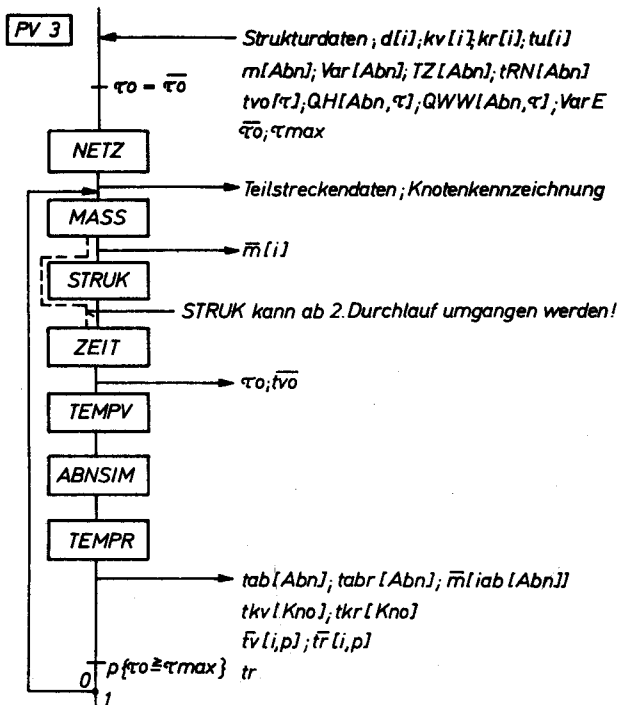 PV 3
Strukturdaten; d[i]; kv[i]; kr[i]; tu[i]
m[Abn]; Var[Abn]; TZ[Abn]; tRN[Abn]
τo = τ̅o̅
tvo[τ]; QH[Abn,τ]; QWW[Abn,τ]; VarE
τ̅o̅; τmax
NETZ
Teilstreckendaten; Knotenkennzeichnung
MASS
m̅[i]
STRUK
STRUK kann ab 2. Durchlauf umgangen werden!
ZEIT
τo; t̅v̅o̅
TEMPV
ABNSIM
TEMPR
tab[Abn]; tabr[Abn]; m̅[iab[Abn]]
tkv[Kno]; tkr[Kno]
t̅v[i,p]; t̅r[i,p]
p{τo ≧ τmax} tr
0
1